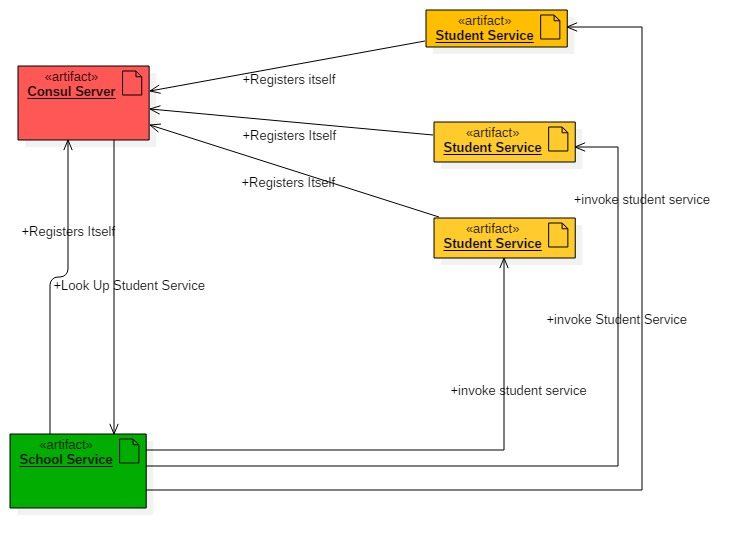 «artifact»
Student Service
«artifact»
Consul Server
+Registers itself
«artifact»
Student Service
+Registers Itself
+Registers Itself
+invoke student service
«artifact»
Student Service
+Registers Itself
+Look Up Student Service
+invoke Student Service
+invoke student service
«artifact»
School Service